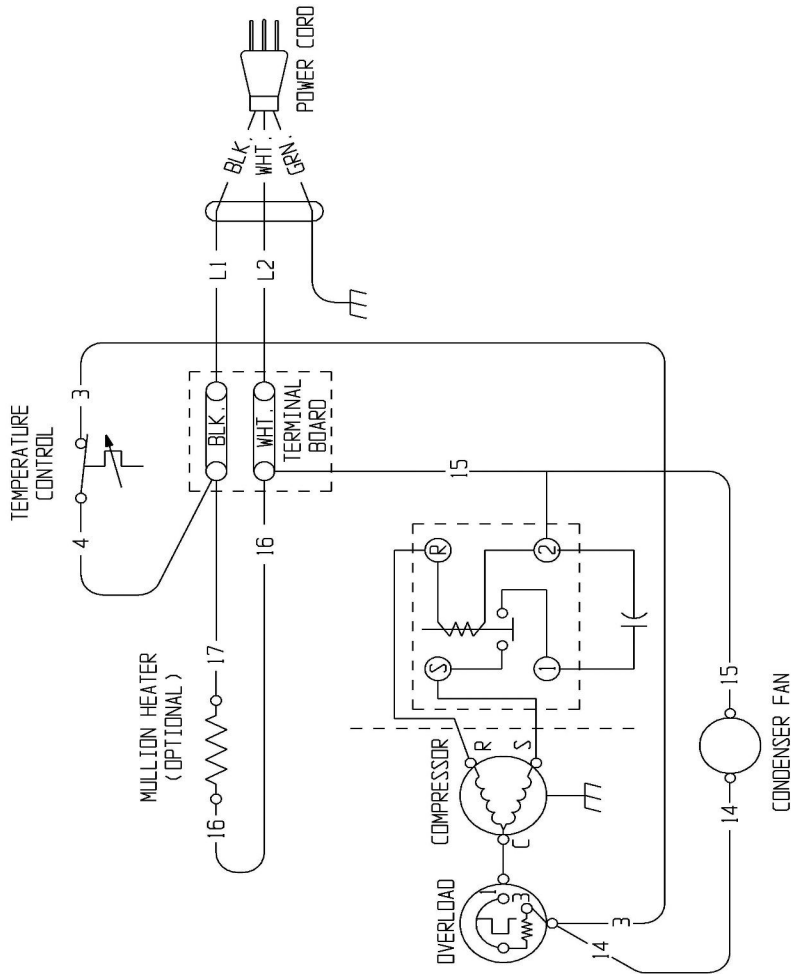 POWER CORD
BLK.
WHT.
GRN.
L1
L2
TEMPERATURE
CONTROL
3
4
BLK.
WHT.
TERMINAL
BOARD
15
16
17
MULLION HEATER
(OPTIONAL)
16
R
2
S
1
COMPRESSOR
R
S
C
OVERLOAD
1
3
3
14
15
14
CONDENSER FAN